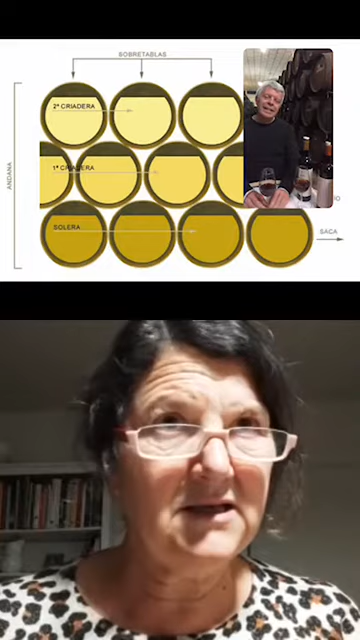 SOBRETABLAS
2ª CRIADERA
1ª CRIADERA
SOLERA
ANDANA
SACA